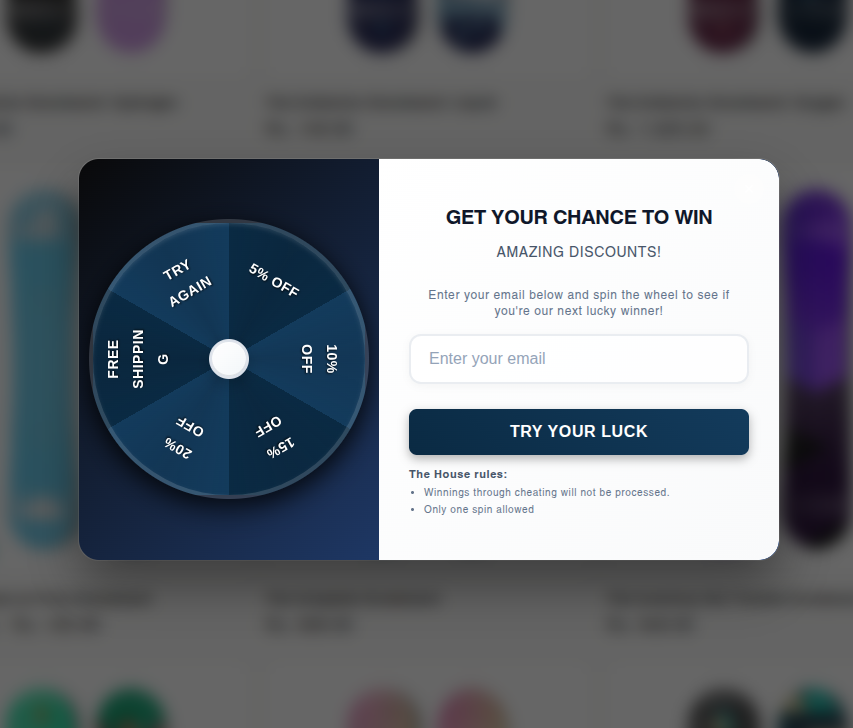 TRY
AGAIN
5% OFF
10%
OFF
15%
OFF
20%
OFF
FREE
SHIPPIN
G
GET YOUR CHANCE TO WIN
AMAZING DISCOUNTS!
Enter your email below and spin the wheel to see if
you're our next lucky winner!
Enter your email
TRY YOUR LUCK
The House rules:
• Winnings through cheating will not be processed.
• Only one spin allowed